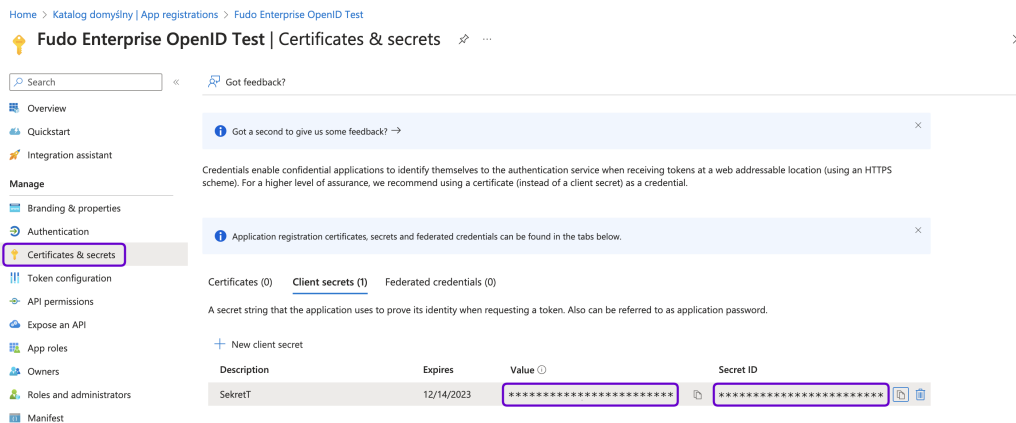 Home > Katalog domyślny | App registrations > Fudo Enterprise OpenID Test
Fudo Enterprise OpenID Test | Certificates & secrets
Search
Got feedback?
Overview
Quickstart
Integration assistant
Manage
Branding & properties
Authentication
Certificates & secrets
Token configuration
API permissions
Expose an API
App roles
Owners
Roles and administrators
Manifest
Got a second to give us some feedback? →
Credentials enable confidential applications to identify themselves to the authentication service when receiving tokens at a web addressable location (using an HTTPS
scheme). For a higher level of assurance, we recommend using a certificate (instead of a client secret) as a credential.
Application registration certificates, secrets and federated credentials can be found in the tabs below.
Certificates (0) Client secrets (1) Federated credentials (0)
A secret string that the application uses to prove its identity when requesting a token. Also can be referred to as application password.
New client secret
Description Expires Value Secret ID
SekretT 12/14/2023 ************************ ************************